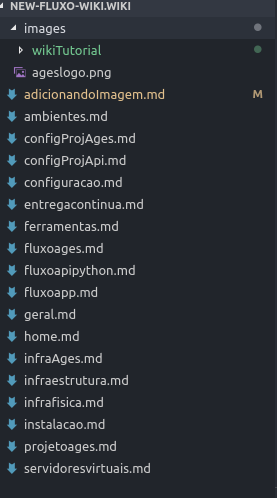 NEW-FLUXO-WIKI.WIKI
images
wikiTutorial
ageslogo.png
adicionandoImagem.md M
ambientes.md
configProjAges.md
configProjApi.md
configuracao.md
entregacontinua.md
ferramentas.md
fluxoages.md
fluxoapipython.md
fluxoapp.md
geral.md
home.md
infraAges.md
infraestrutura.md
infrafisica.md
instalacao.md
projetoages.md
servidoresvirtuais.md